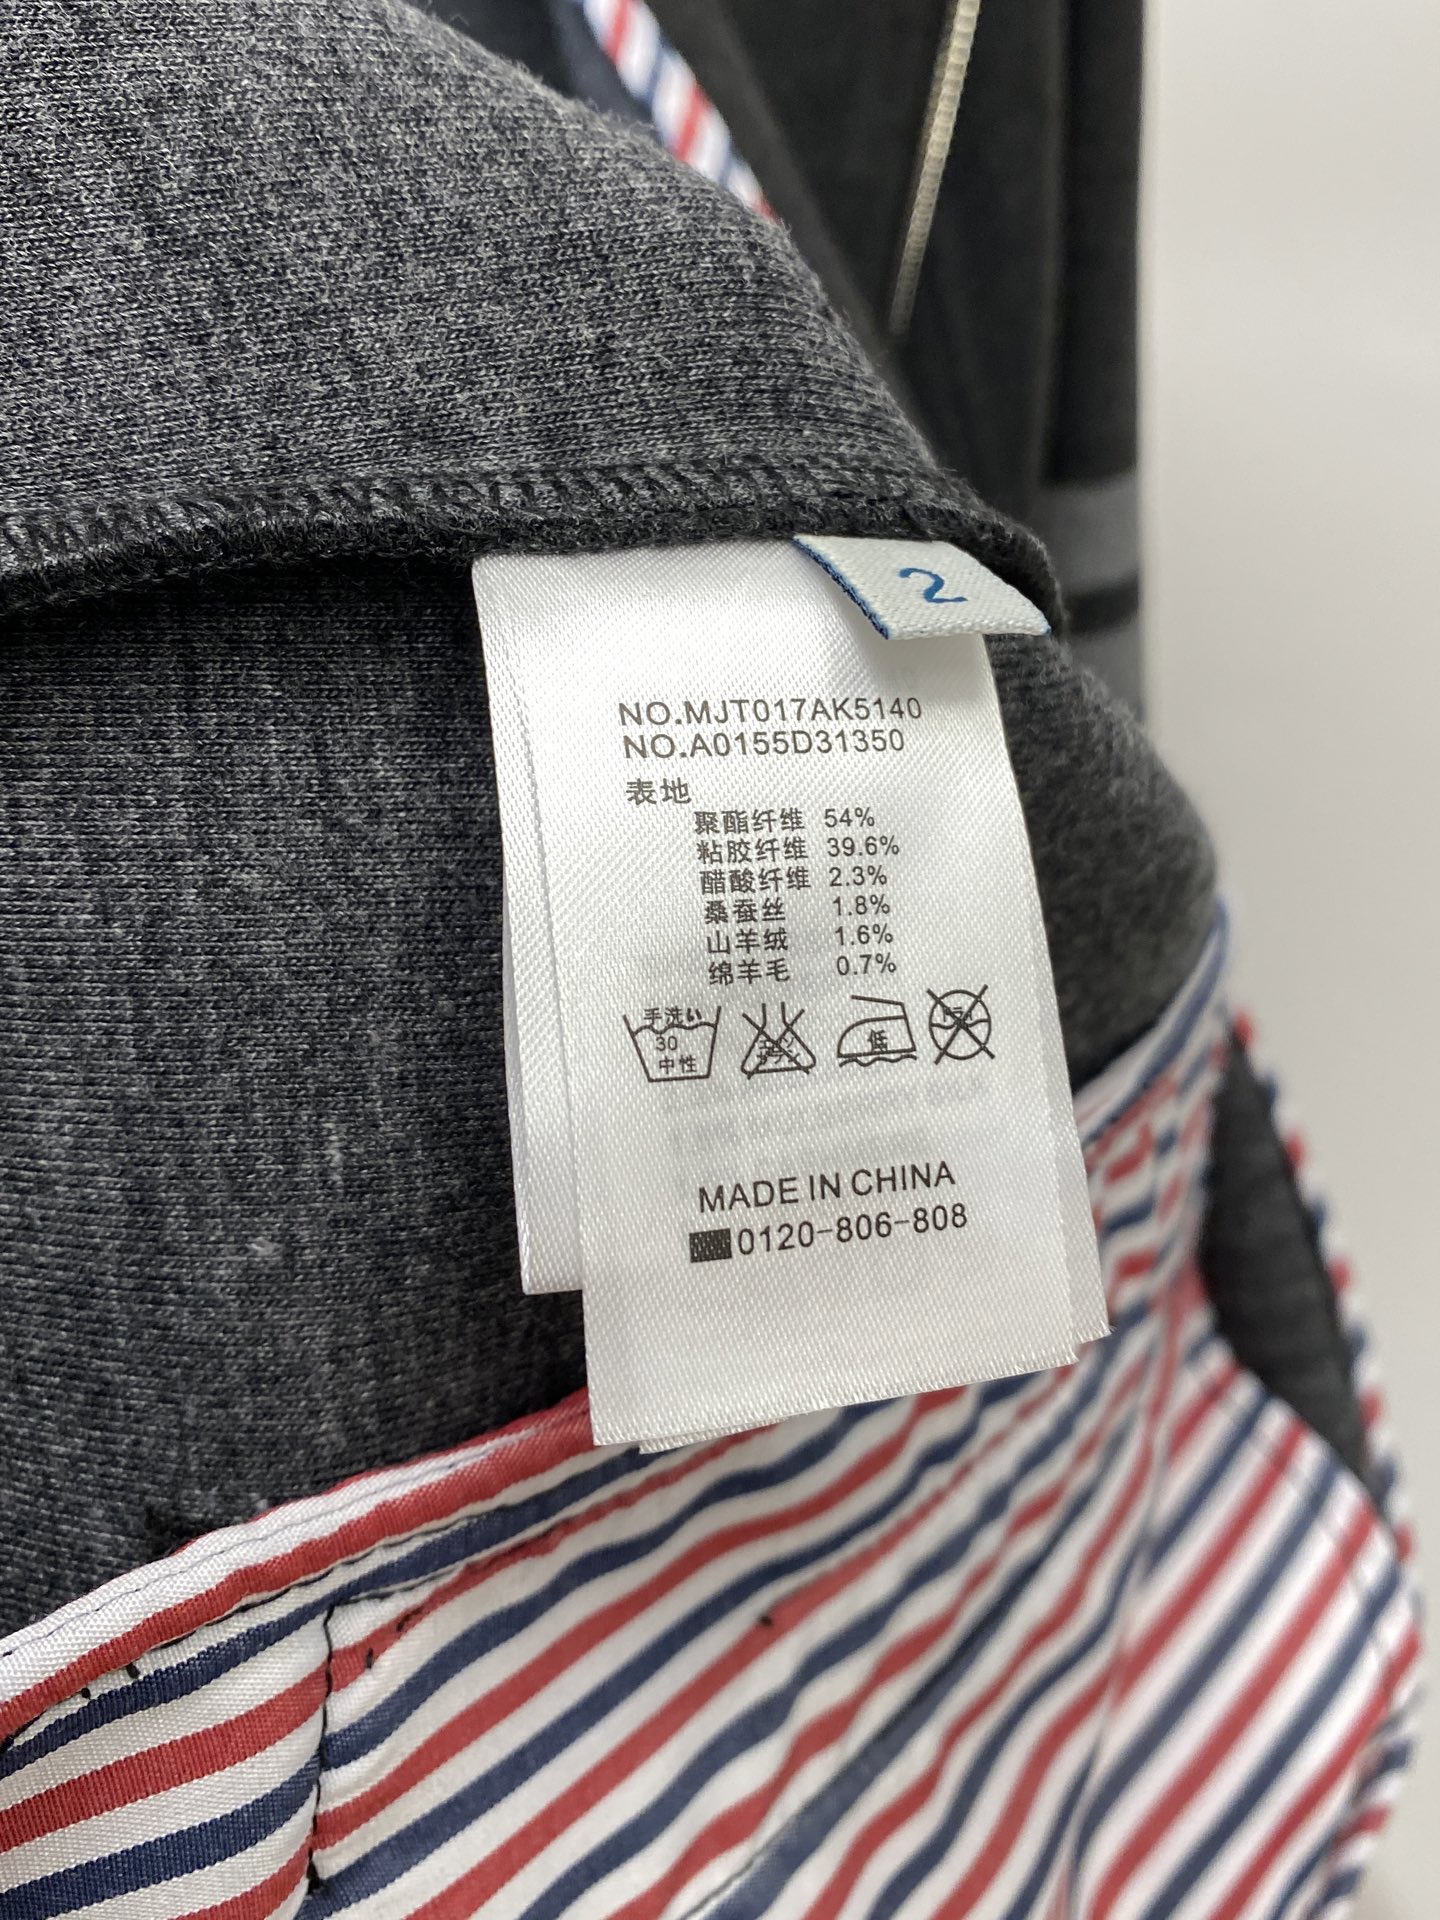 2
NO.MJT017AK5140
NO.A0155D31350
表地
聚酯纤维 54%
粘胶纤维 39.6%
醋酸纤维 2.3%
桑蚕丝 1.8%
山羊绒 1.6%
绵羊毛 0.7%
手洗い
30
中性
低
MADE IN CHINA
0120-806-808